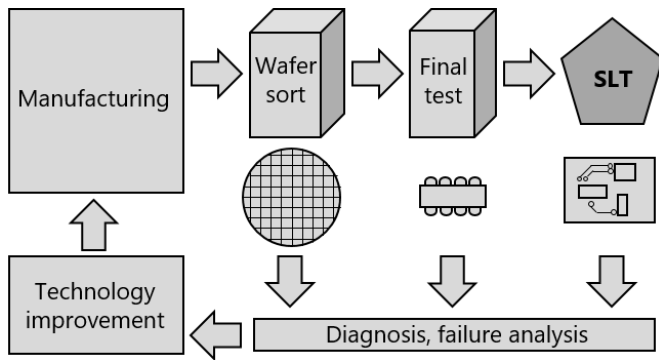 Manufacturing
Wafer
sort
Final
test
SLT
Technology
improvement
Diagnosis, failure analysis